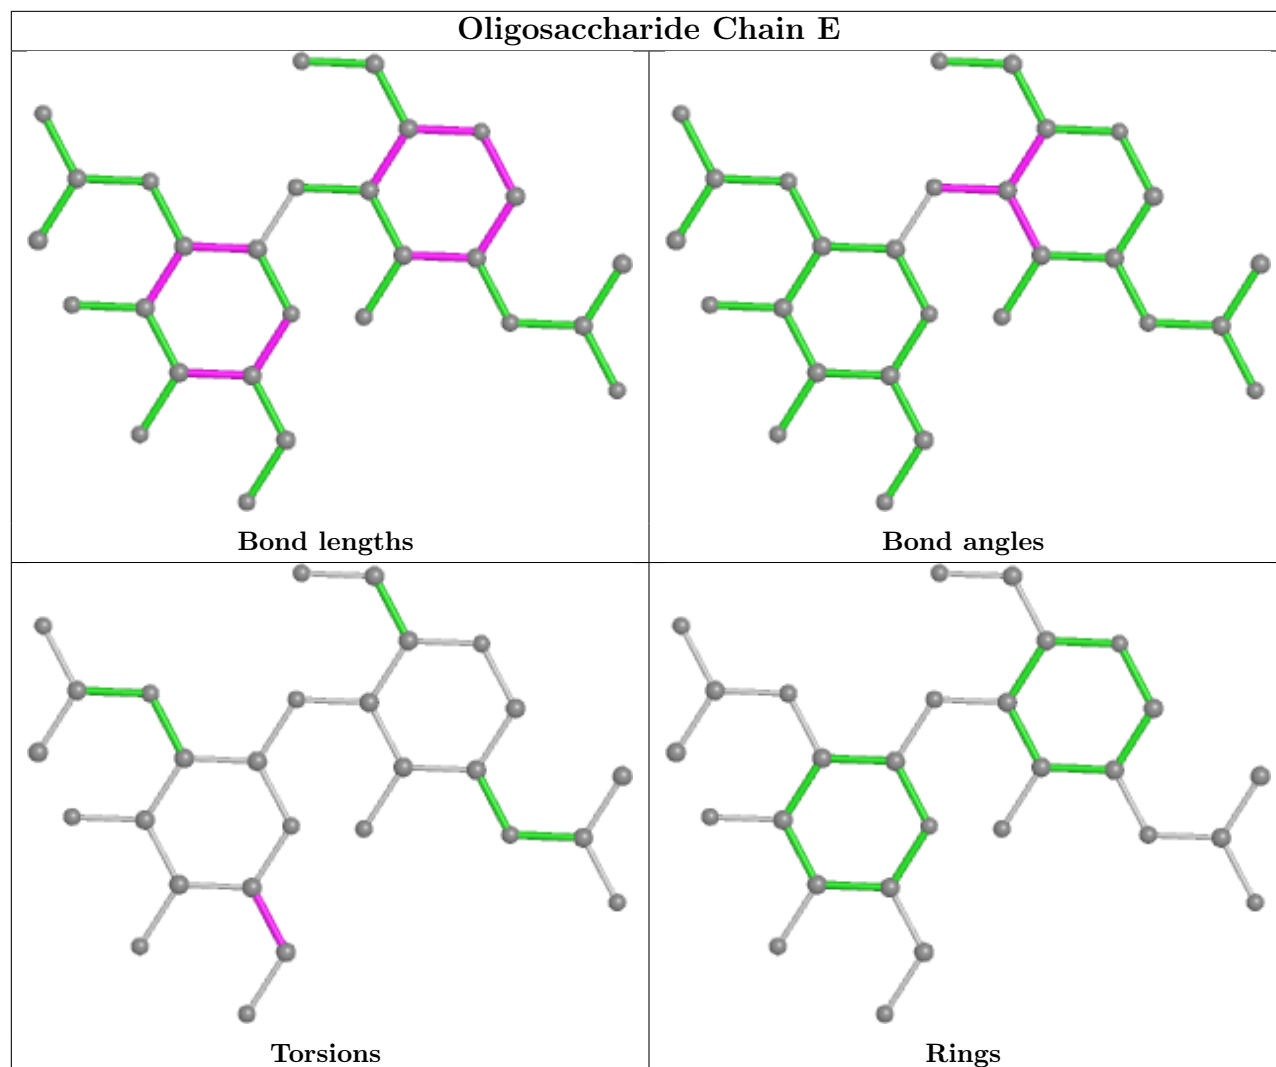 Oligosaccharide Chain E
Bond lengths
Bond angles
Torsions
Rings